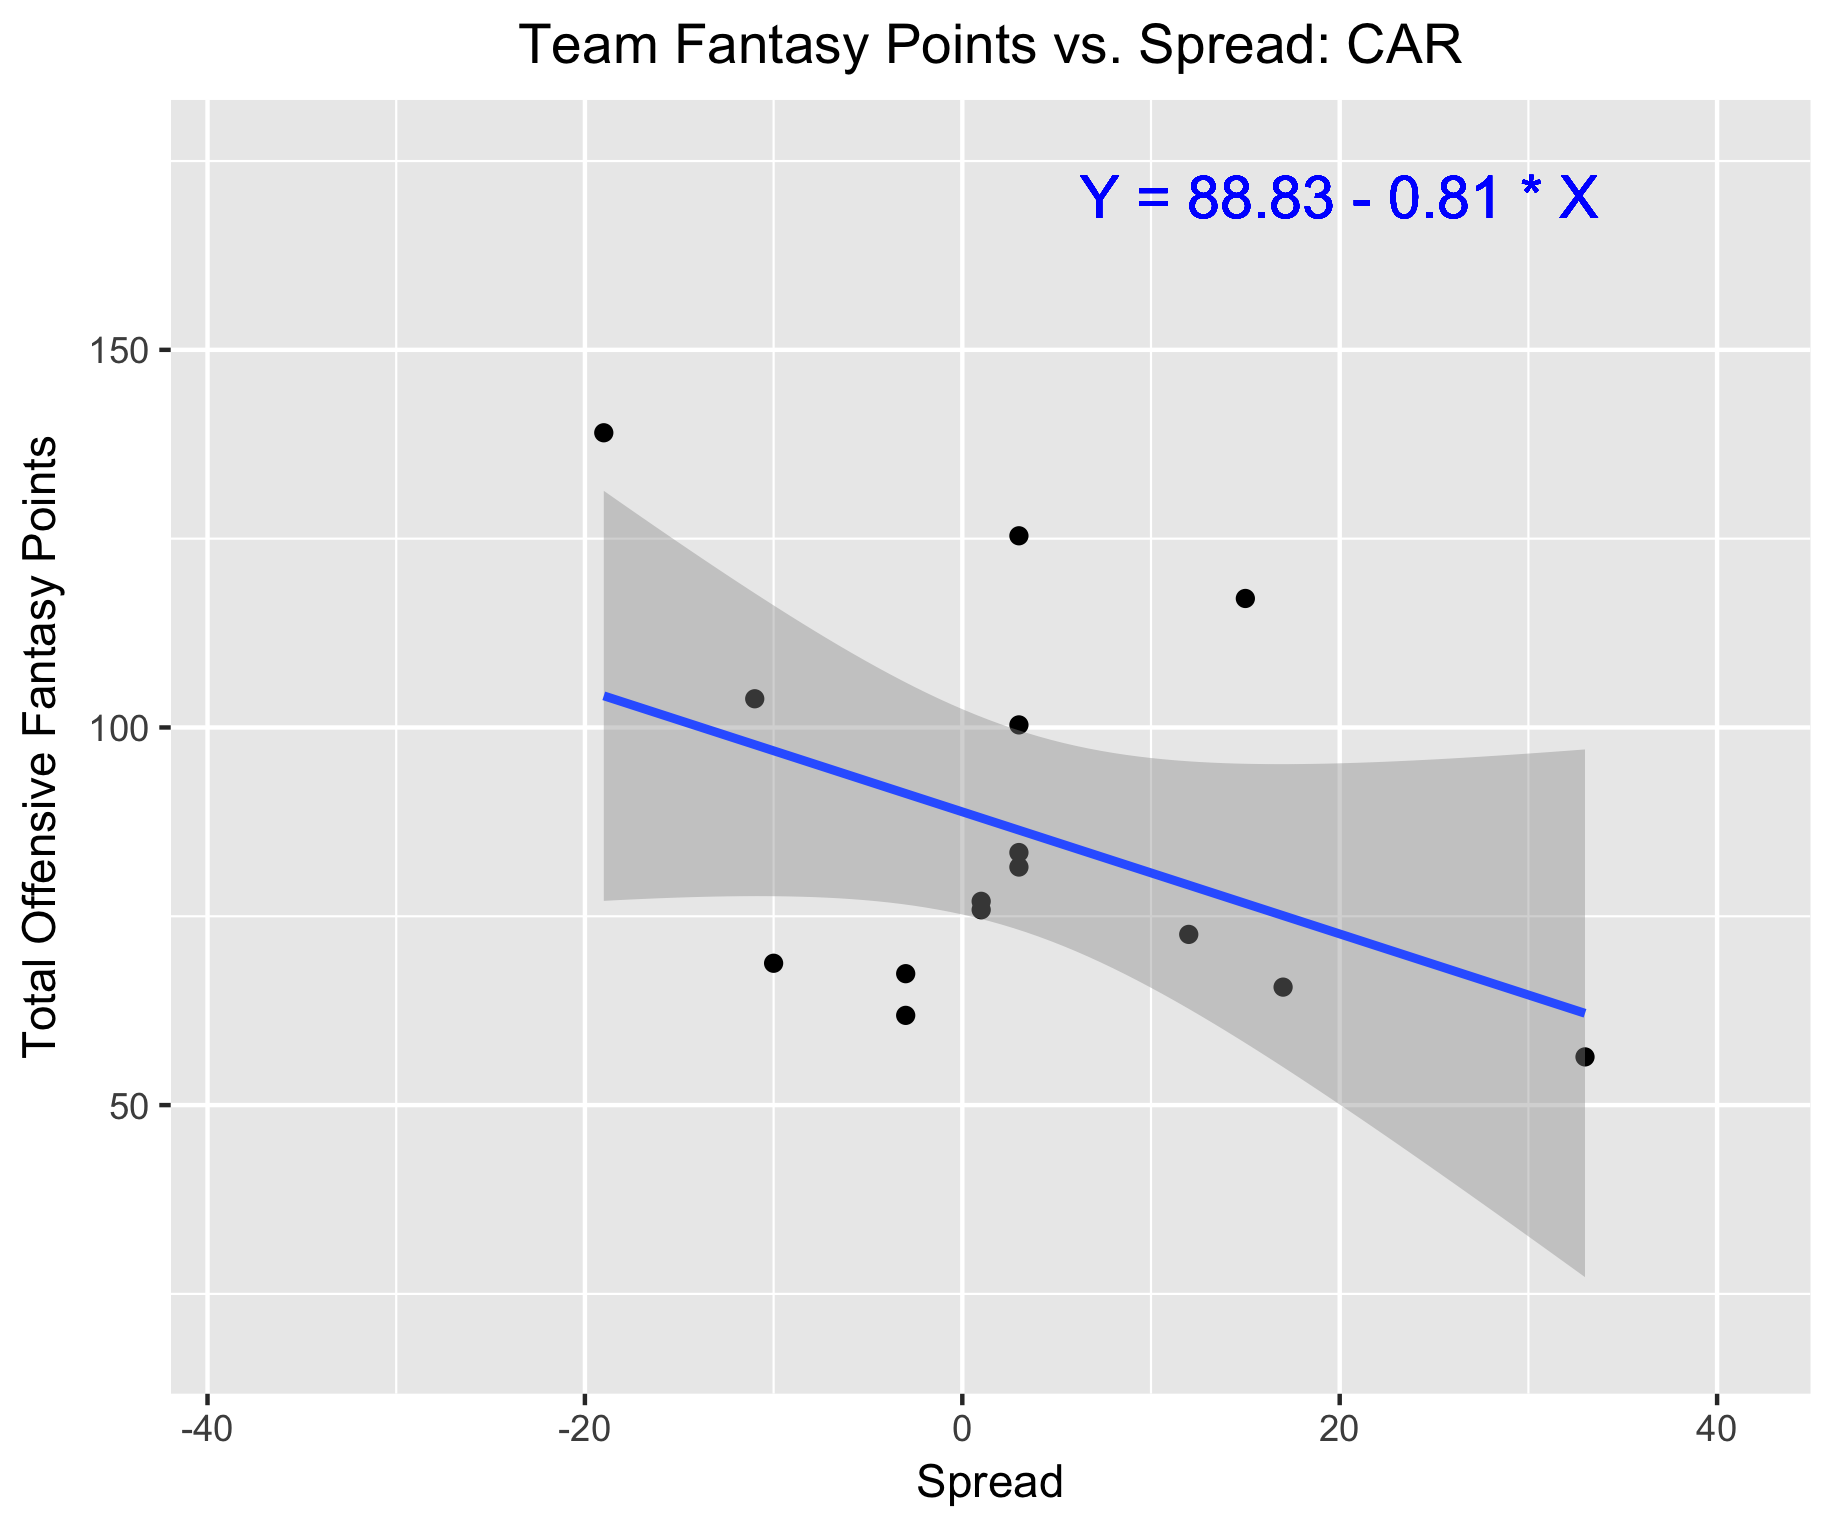 Team Fantasy Points vs. Spread: CAR
Y = 88.83 - 0.81 * X
Total Offensive Fantasy Points
150
100
50
-40
-20
0
20
40
Spread